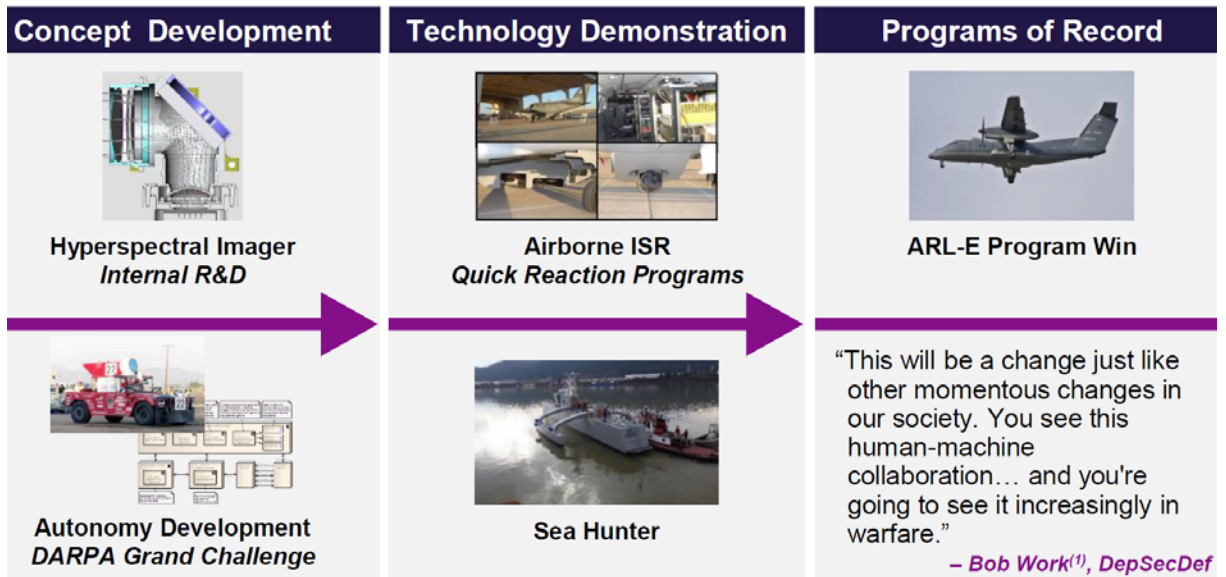 Concept Development
Technology Demonstration
Programs of Record
Hyperspectral Imager
Internal R&D
Airborne ISR
Quick Reaction Programs
ARL-E Program Win
22
22
Autonomy Development
DARPA Grand Challenge
Sea Hunter
“This will be a change just like
other momentous changes in
our society. You see this
human-machine
collaboration… and you're
going to see it increasingly in
warfare.”
– Bob Work(1), DepSecDef